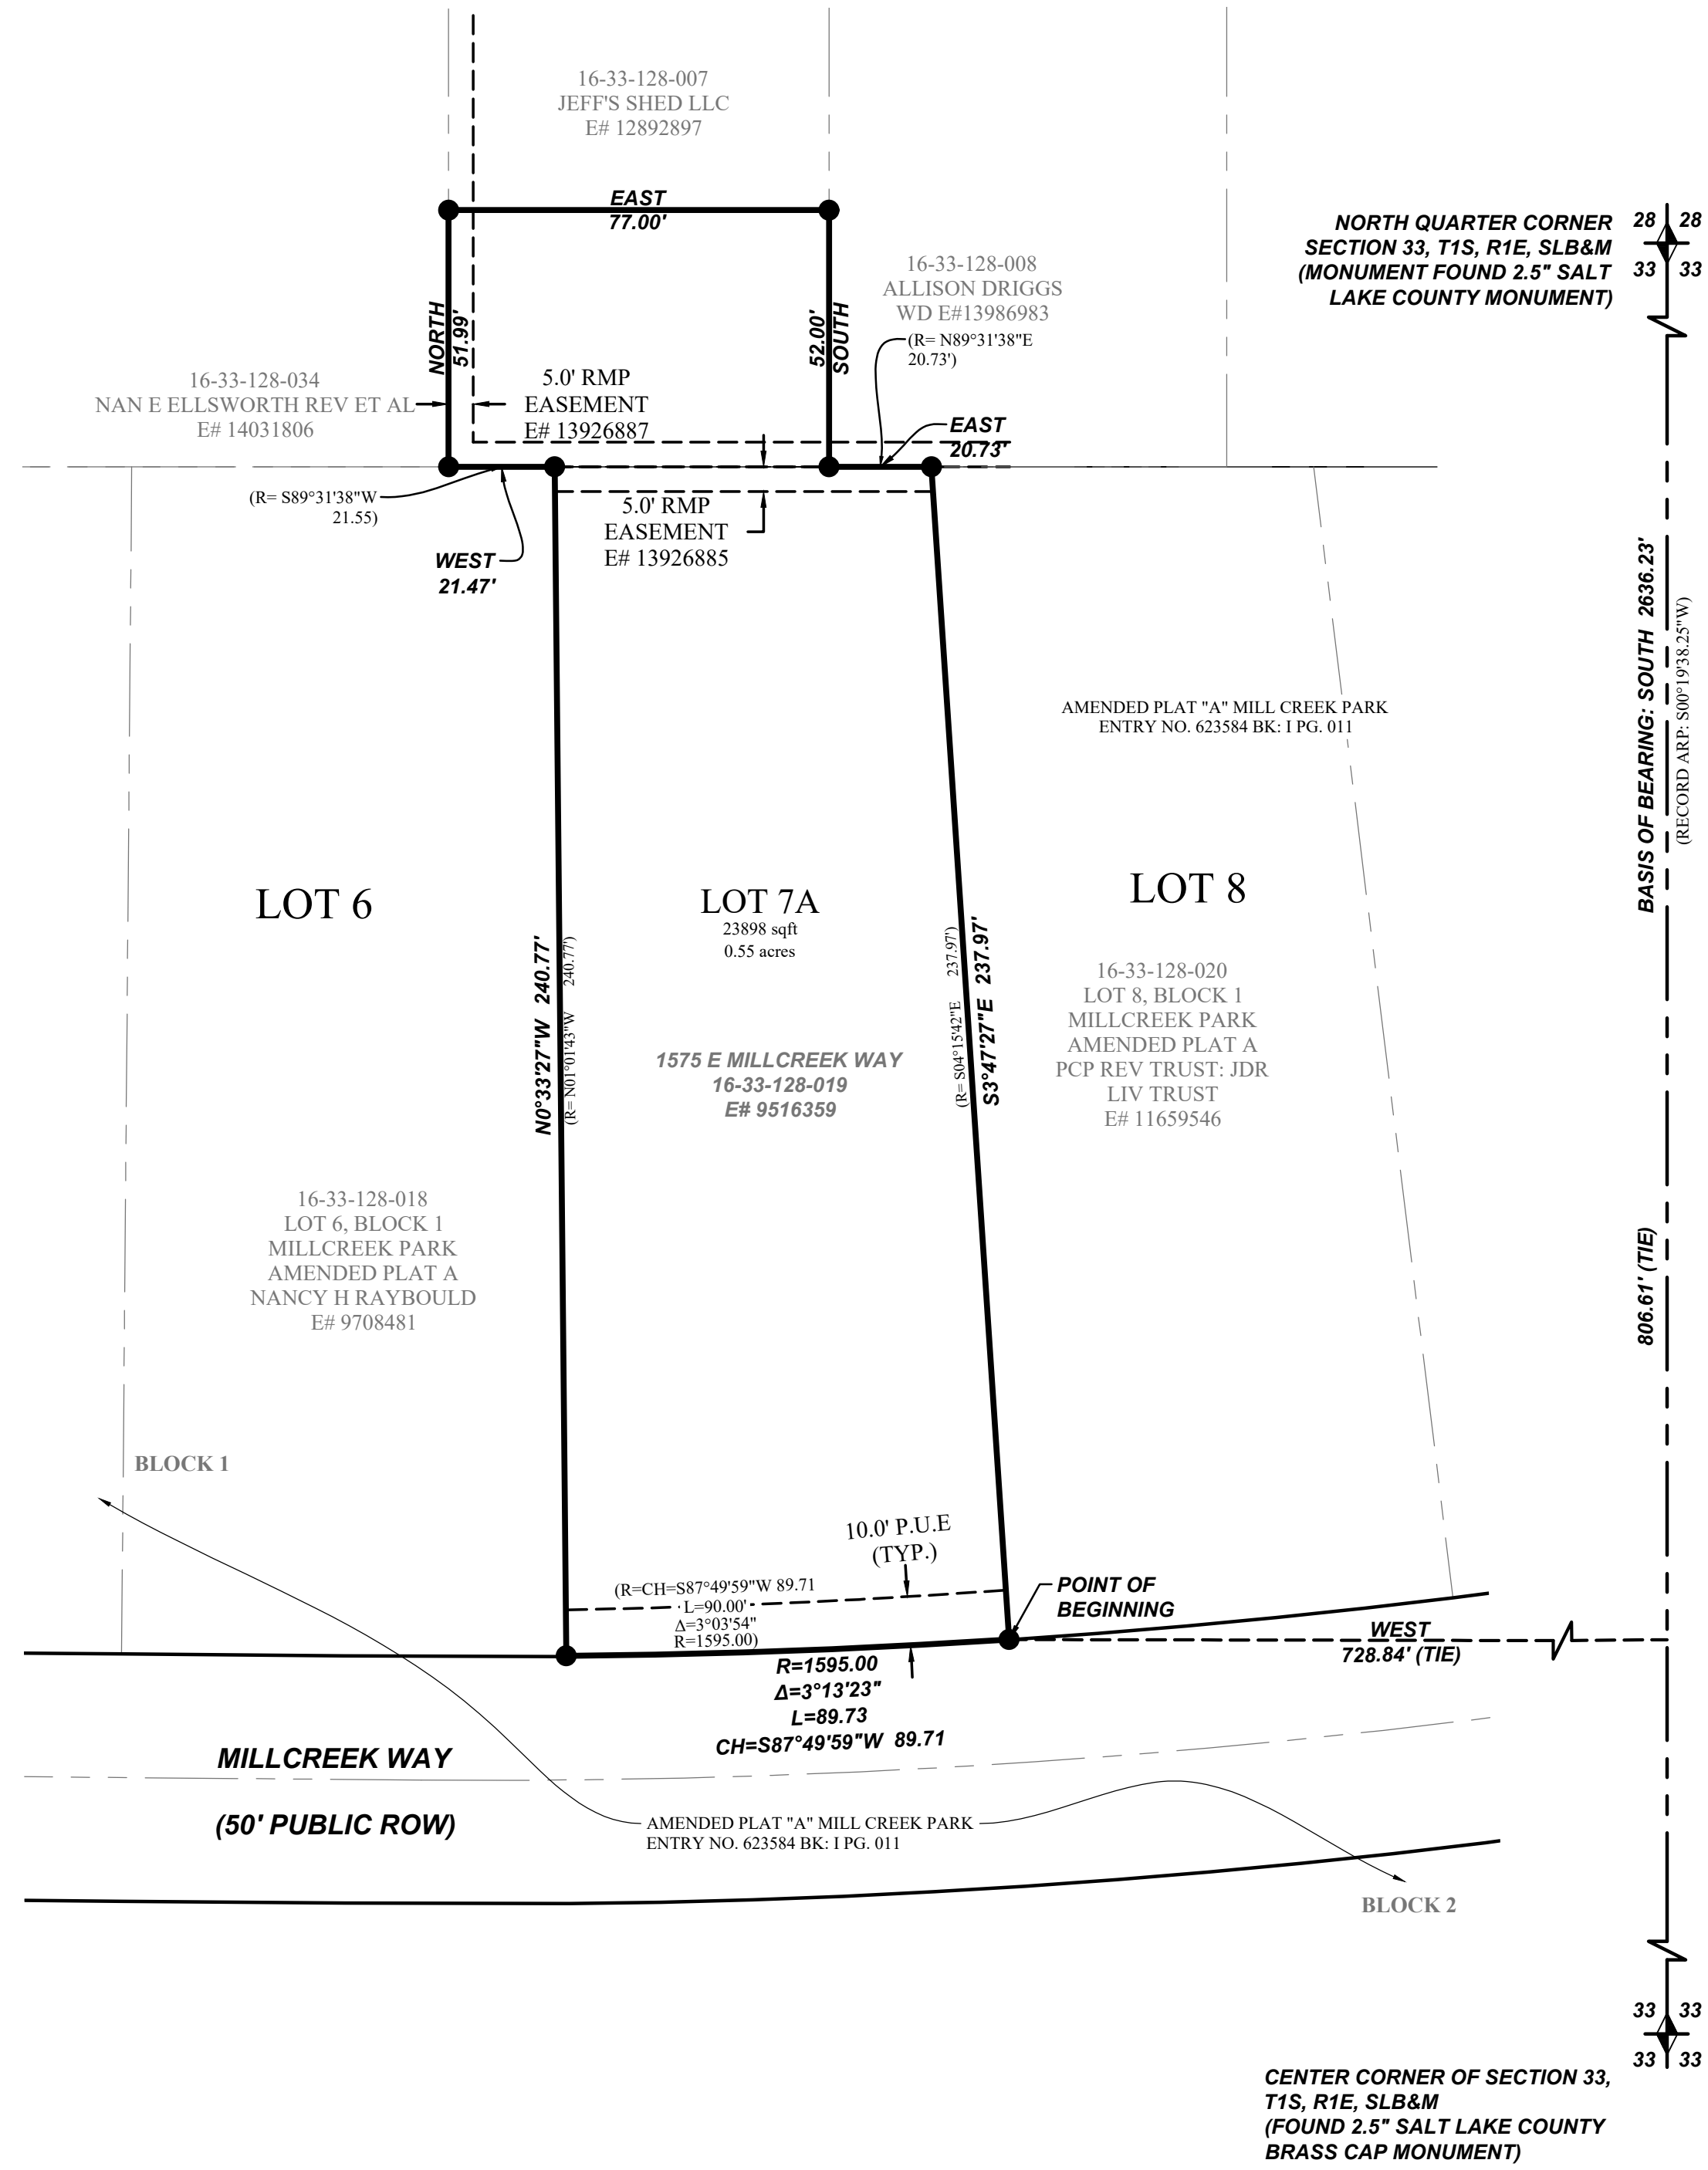 16-33-128-007
JEFF'S SHED LLC
E# 12892897
EAST
77.00'
NORTH QUARTER CORNER
SECTION 33, T1S, R1E, SLB&M
(MONUMENT FOUND 2.5" SALT
LAKE COUNTY MONUMENT)
28 28
33 33
16-33-128-008
ALLISON DRIGGS
WD E#13986983
(R= N89°31'38"E
20.73')
NORTH
51.99'
52.00'
SOUTH
16-33-128-034
NAN E ELLSWORTH REV ET AL
E# 14031806
5.0' RMP
EASEMENT
E# 13926887
EAST
20.73'
(R= S89°31'38"W
21.55)
5.0' RMP
EASEMENT
E# 13926885
WEST
21.47'
BASIS OF BEARING: SOUTH 2636.23'
(RECORD ARP: S00°19'38.25"W)
AMENDED PLAT "A" MILL CREEK PARK
ENTRY NO. 623584 BK: I PG. 011
LOT 6
LOT 7A
23898 sqft
0.55 acres
LOT 8
N0°33'27"W 240.77'
(R= N01°01'43"W 240.77')
(R= S04°15'42"E 237.97')
S3°47'27"E 237.97'
16-33-128-020
LOT 8, BLOCK 1
MILLCREEK PARK
AMENDED PLAT A
PCP REV TRUST: JDR
LIV TRUST
E# 11659546
1575 E MILLCREEK WAY
16-33-128-019
E# 9516359
16-33-128-018
LOT 6, BLOCK 1
MILLCREEK PARK
AMENDED PLAT A
NANCY H RAYBOULD
E# 9708481
806.61' (TIE)
BLOCK 1
10.0' P.U.E
(TYP.)
(R=CH=S87°49'59"W 89.71
L=90.00'
Δ=3°03'54"
R=1595.00)
POINT OF
BEGINNING
WEST
728.84' (TIE)
R=1595.00
Δ=3°13'23"
L=89.73
CH=S87°49'59"W 89.71
MILLCREEK WAY
(50' PUBLIC ROW)
AMENDED PLAT "A" MILL CREEK PARK
ENTRY NO. 623584 BK: I PG. 011
BLOCK 2
33 33
33 33
CENTER CORNER OF SECTION 33,
T1S, R1E, SLB&M
(FOUND 2.5" SALT LAKE COUNTY
BRASS CAP MONUMENT)